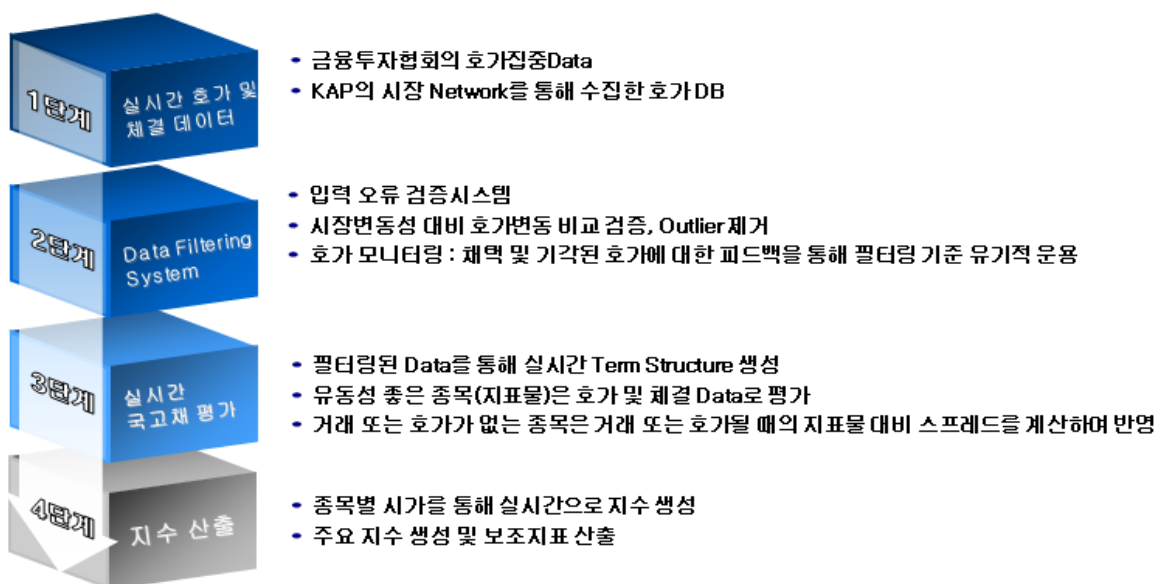 1단계
실시간 호가 및
체결 데이터
• 금융투자협회의 호가집중Data
• KAP의 시장 Network를 통해 수집한 호가 DB
2단계
Data Filtering
System
• 입력 오류 검증시스템
• 시장변동성 대비 호가변동 비교 검증, Outlier 제거
• 호가 모니터링 : 채택 및 기각된 호가에 대한 피드백을 통해 필터링 기준 유기적 운용
3단계
실시간
국고채 평가
• 필터링된 Data를 통해 실시간 Term Structure 생성
• 유동성 좋은 종목(지표물)은 호가 및 체결 Data로 평가
• 거래 또는 호가가 없는 종목은 거래 또는 호가될 때의 지표물 대비 스프레드를 계산하여 반영
4단계
지수 산출
• 종목별 시가를 통해 실시간으로 지수 생성
• 주요 지수 생성 및 보조지표 산출